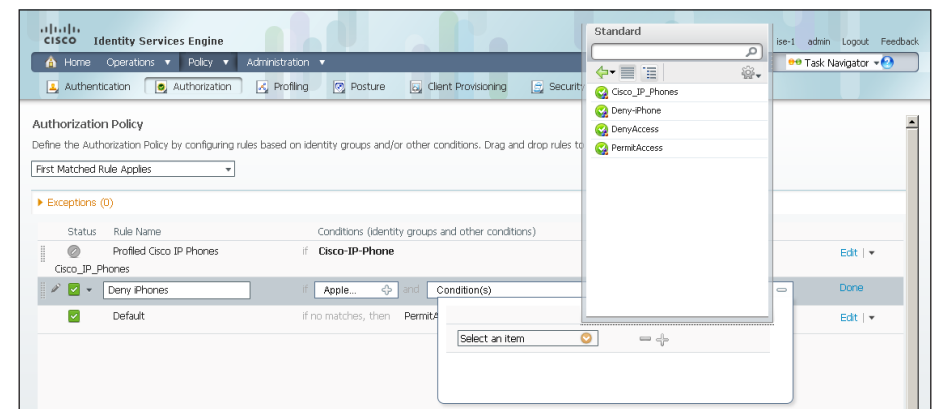 CISCO Identity Services Engine
ise-1 admin Logout Feedback
Home Operations Policy Administration
Task Navigator
Authentication Authorization Profiling Posture Client Provisioning Security
Standard
Cisco_IP_Phones
Deny-iPhone
DenyAccess
PermitAccess
Authorization Policy
Define the Authorization Policy by configuring rules based on identity groups and/or other conditions. Drag and drop rules to
First Matched Rule Applies
Exceptions (0)
Status Rule Name Conditions (identity groups and other conditions)
Profiled Cisco IP Phones if Cisco-IP-Phone Edit
Cisco_IP_Phones
Deny iPhones if Apple... and Condition(s) Done
Default if no matches, then PermitA Edit
Select an item